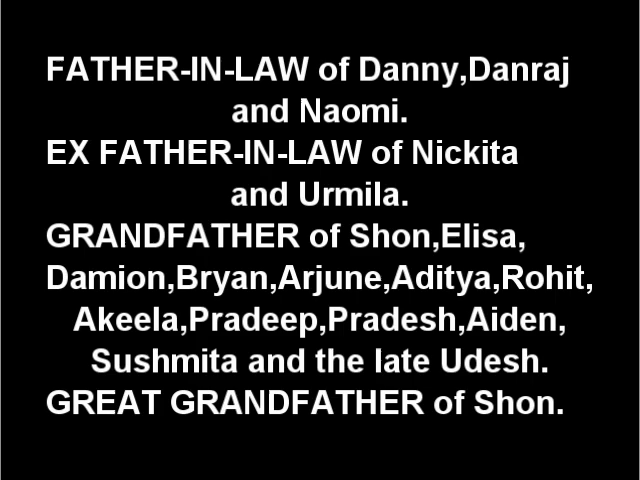 FATHER-IN-LAW of Danny,Danraj
and Naomi.
EX FATHER-IN-LAW of Nickita
and Urmila.
GRANDFATHER of Shon,Elisa,
Damion,Bryan,Arjune,Aditya,Rohit,
Akeela,Pradeep,Pradesh,Aiden,
Sushmita and the late Udesh.
GREAT GRANDFATHER of Shon.